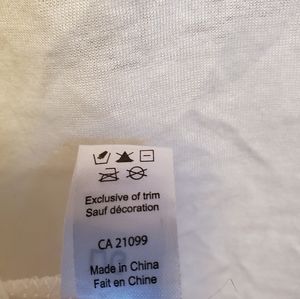 Exclusive of trim
Sauf décoration
CA 21099
Made in China
Fait en Chine